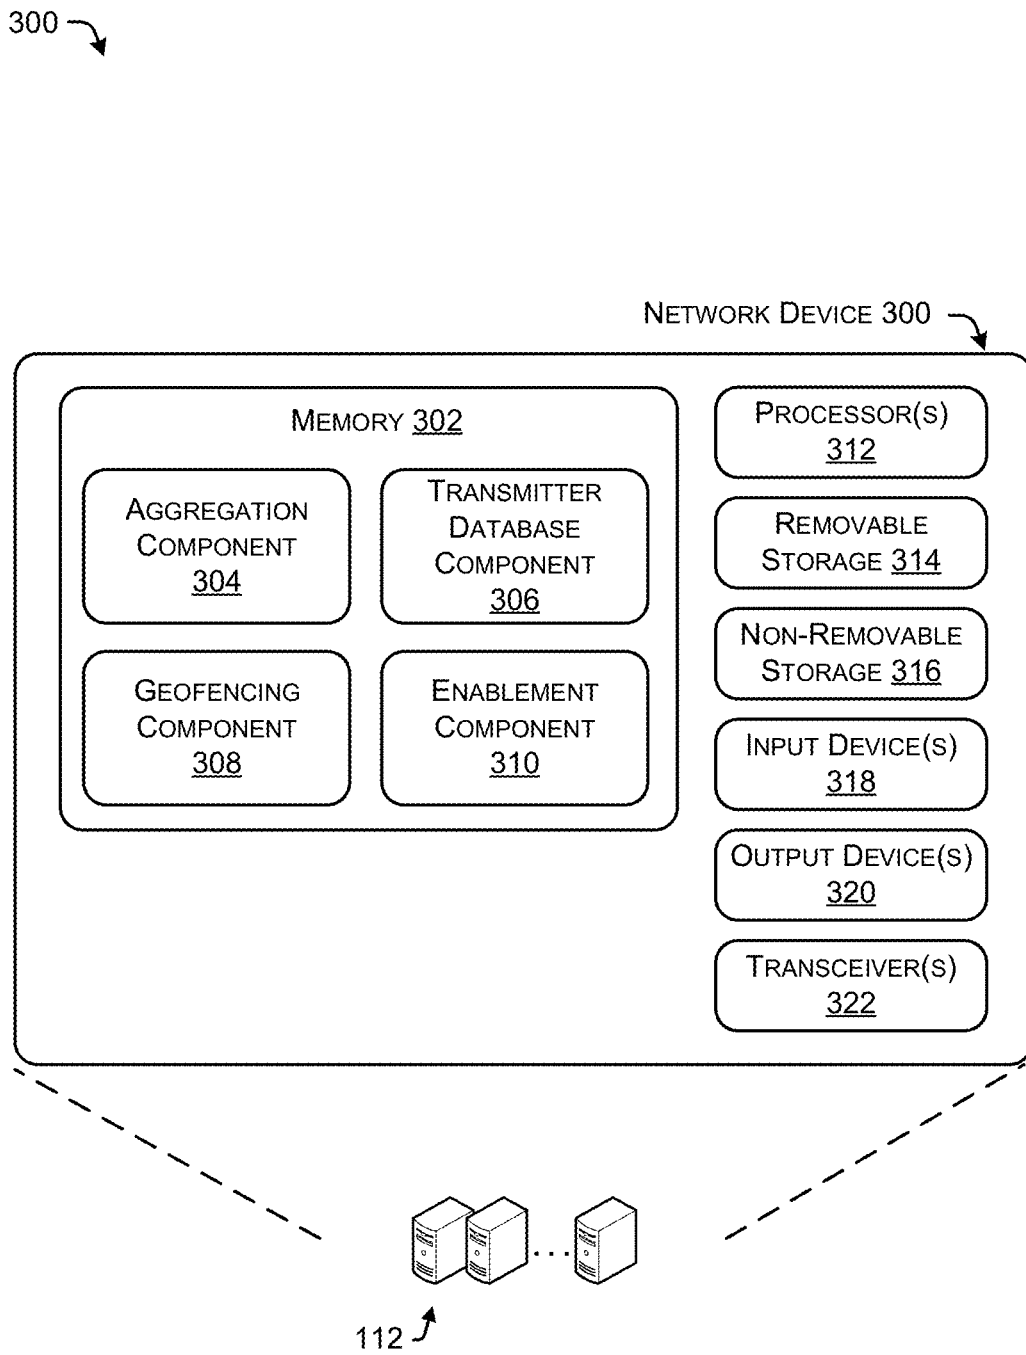 300
NETWORK DEVICE 300
MEMORY 302
AGGREGATION
COMPONENT
304
TRANSMITTER
DATABASE
COMPONENT
306
GEOFENCING
COMPONENT
308
ENABLEMENT
COMPONENT
310
PROCESSOR(S)
312
REMOVABLE
STORAGE 314
NON-REMOVABLE
STORAGE 316
INPUT DEVICE(S)
318
OUTPUT DEVICE(S)
320
TRANSCEIVER(S)
322
...
112